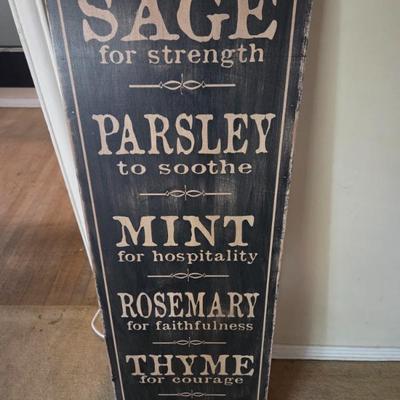 SAGE
for strength
PARSLEY
to soothe
MINT
for hospitality
ROSEMARY
for faithfulness
THYME
for courage